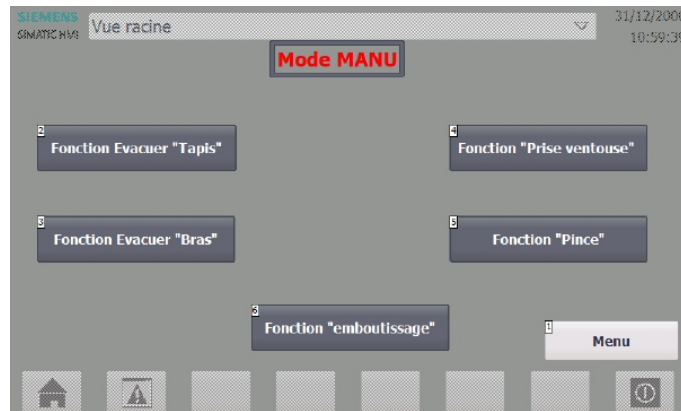 SIEMENS
SIMATIC HMI
Vue racine
31/12/200
10:59:39
Mode MANU
2
Fonction Evacuer "Tapis"
4
Fonction "Prise ventouse"
3
Fonction Evacuer "Bras"
5
Fonction "Pince"
6
Fonction "emboutissage"
1
Menu